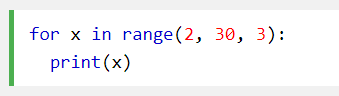 for x in range(2, 30, 3):
  print(x)